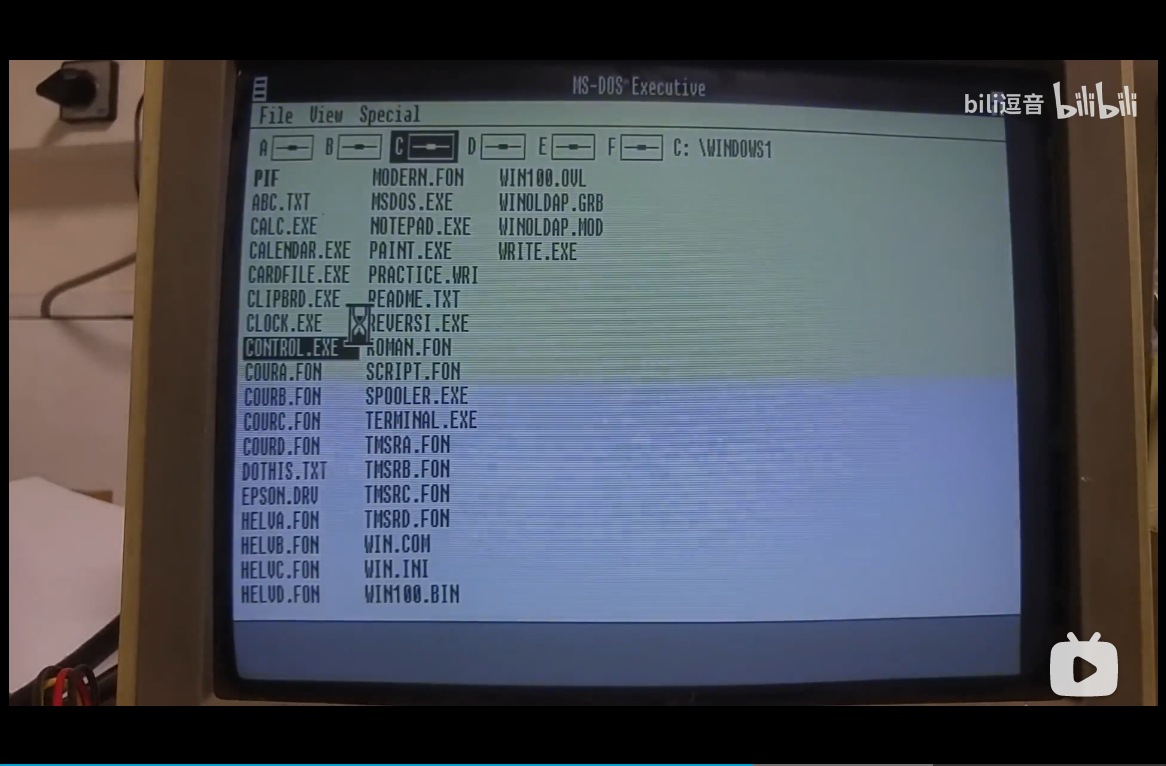 MS-DOS Executive
bili逗音 bilibili
File View Special
A B C D E F C: \WINDOWS1
PIF MODERN.FON WIN100.OVL
ABC.TXT MSDOS.EXE WINOLDAP.GRB
CALC.EXE NOTEPAD.EXE WINOLDAP.MOD
CALENDAR.EXE PAINT.EXE WRITE.EXE
CARDFILE.EXE PRACTICE.WRI
CLIPBRD.EXE README.TXT
CLOCK.EXE REVERSI.EXE
CONTROL.EXE ROMAN.FON
COURA.FON SCRIPT.FON
COURB.FON SPOOLER.EXE
COURC.FON TERMINAL.EXE
COURD.FON TMSRA.FON
DOTHIS.TXT TMSRB.FON
EPSON.DRV TMSRC.FON
HELVA.FON TMSRD.FON
HELVB.FON WIN.COM
HELVC.FON WIN.INI
HELVD.FON WIN100.BIN